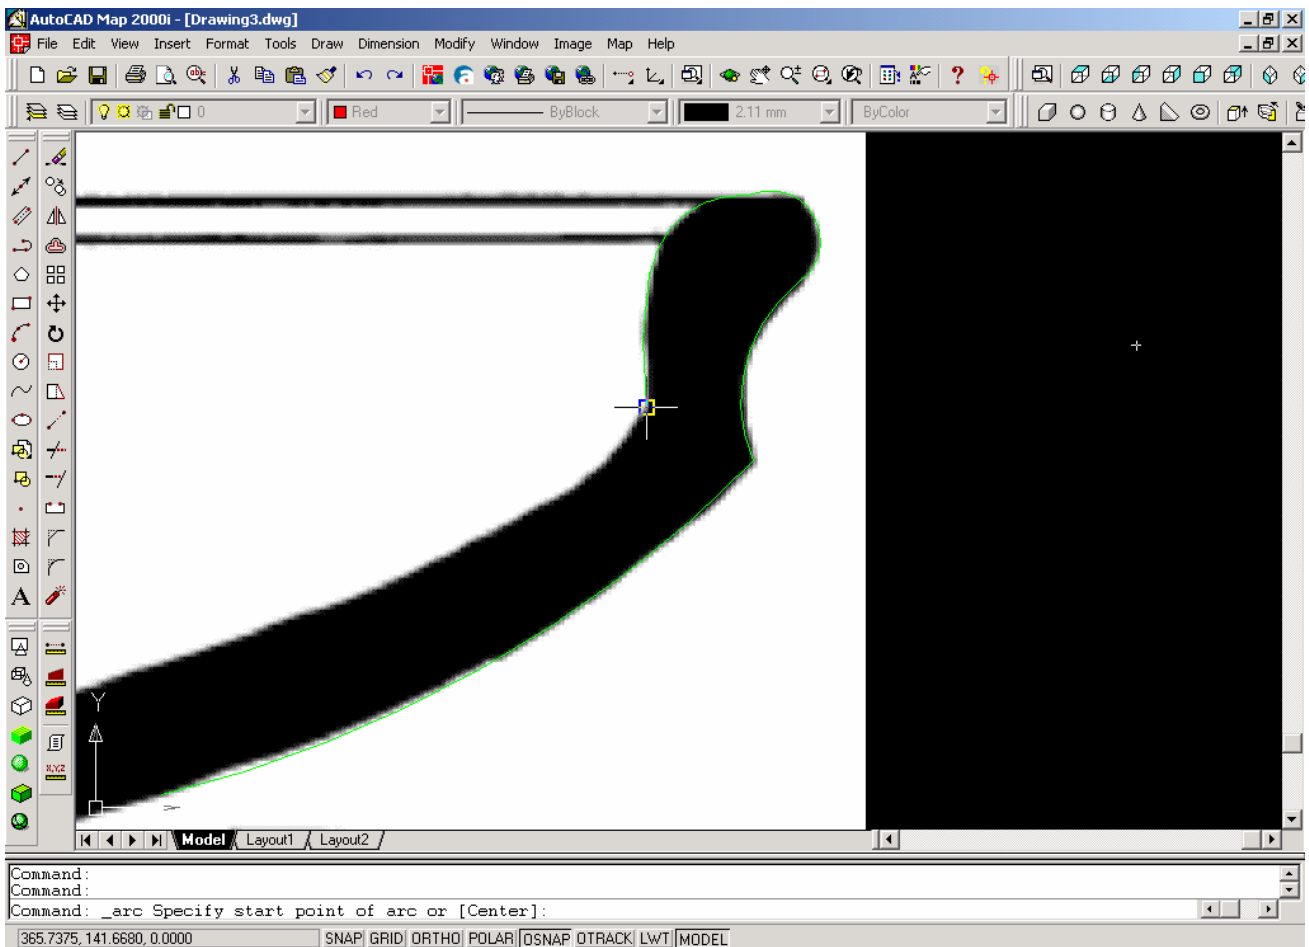 AutoCAD Map 2000i - [Drawing3.dwg]
File Edit View Insert Format Tools Draw Dimension Modify Window Image Map Help
0 Red ByBlock 2.11 mm ByColor
A
X,Y,Z
Y
Model Layout1 Layout2
Command:
Command:
Command: _arc Specify start point of arc or [Center]:
365.7375, 141.6680, 0.0000 SNAP GRID ORTHO POLAR OSNAP OTRACK LWT MODEL